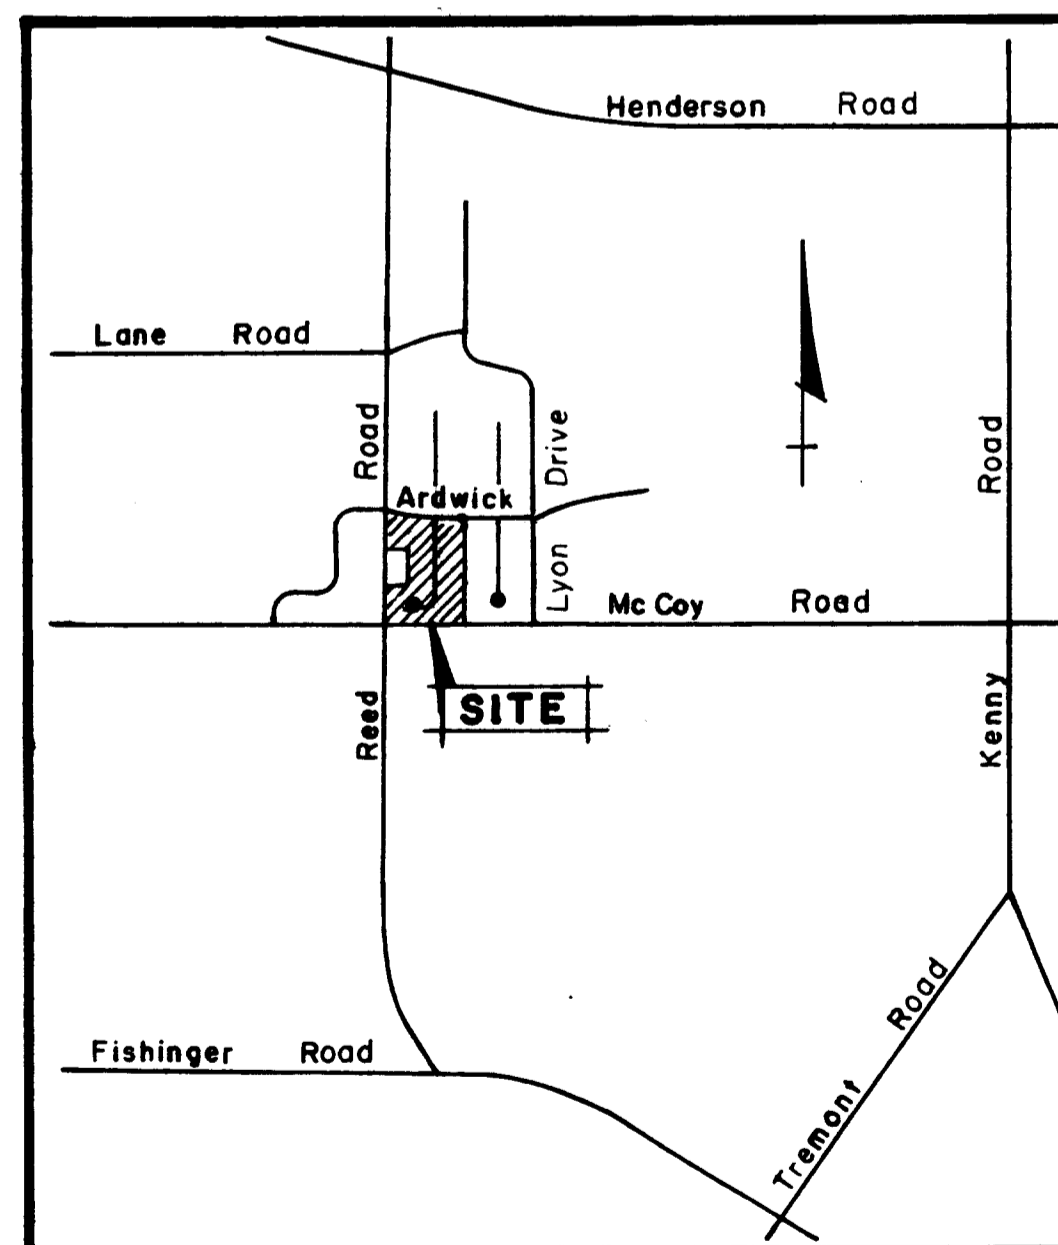 Henderson Road
Lane Road
Road
Drive
Road
Ardwick
Lyon
Mc Coy Road
Reed
SITE
Kenny
Road
Fishinger Road
Tremont